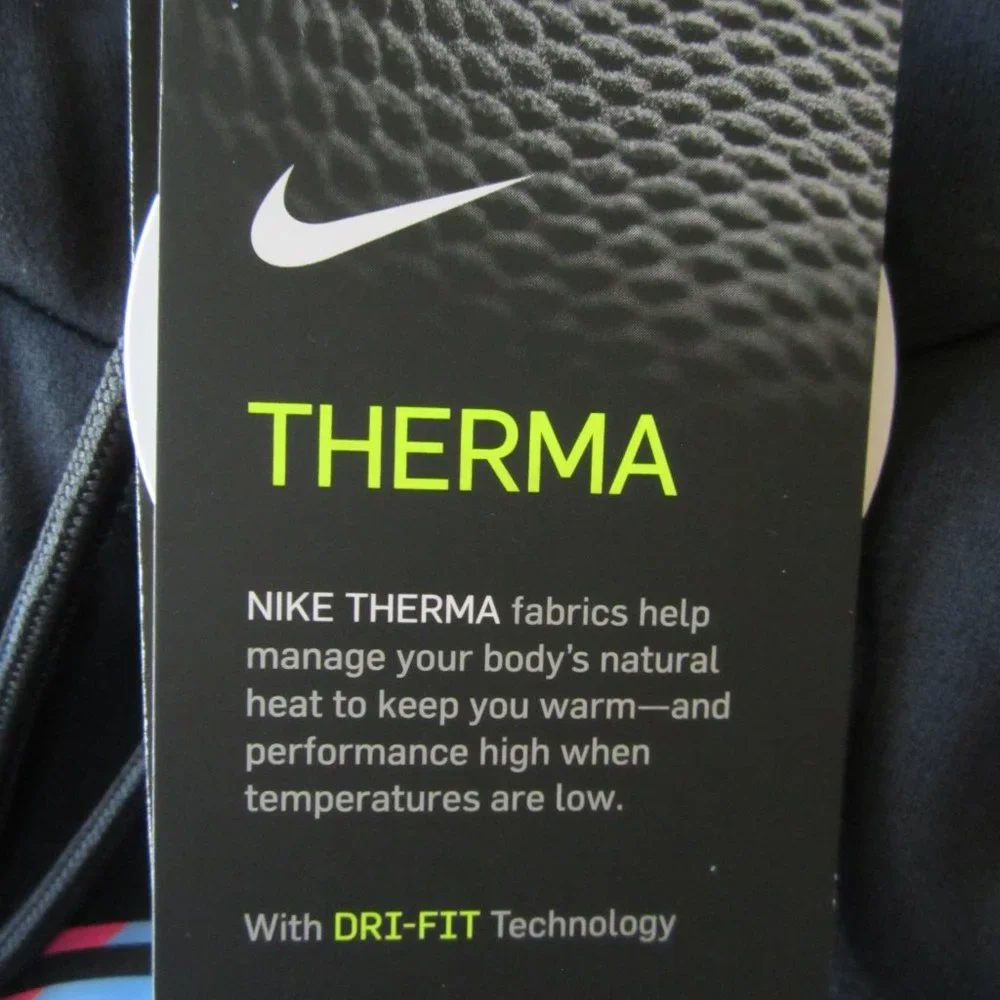 THERMA
NIKE THERMA fabrics help
manage your body's natural
heat to keep you warm—and
performance high when
temperatures are low.
With DRI-FIT Technology